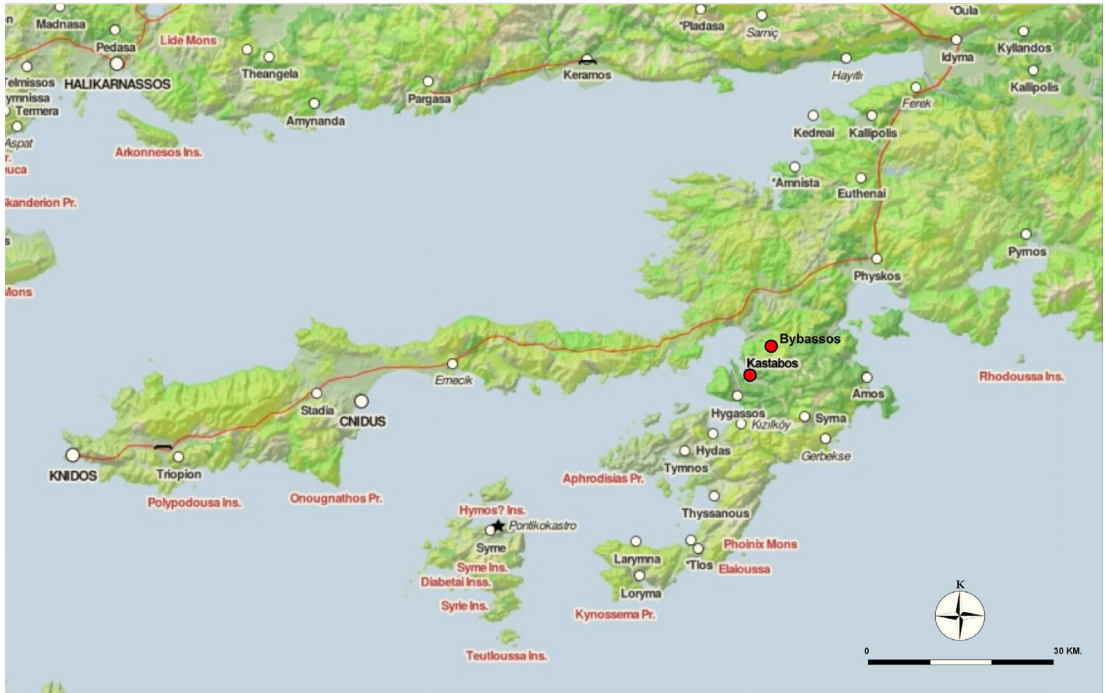 Madnasa
*Pladasa
*Oula
Pedasa
Lide Mons
Sarniç
Kyllandos
Idyma
Telmissos
HALIKARNASSOS
Theangela
Keramos
Hayıtlı
Kallipolis
Pargasa
Ferek
Termera
Amynanda
Kedreai
Kallipolis
Aspat
Arkonnesos Ins.
*Amnista
Euthenai
Skanderion Pr.
Pyrnos
Physkos
Mons
Bybassos
Kastabos
Emecik
Rhodoussa Ins.
Amos
Stadia
CNIDUS
Hygassos
Kızılköy
Syrna
Hydas
Gerbekse
KNIDOS
Triopion
Tymnos
Aphrodisias Pr.
Polypodousa Ins.
Onougnathos Pr.
Hymos? Ins.
Thyssanous
Pontikokastro
Syme
Phoinix Mons
Larymna
*Tlos
Elaioussa
Syme Ins.
Diabetai Inss.
Loryma
Syrie Ins.
Kynossema Pr.
K
Teutloussa Ins.
0
30 KM.